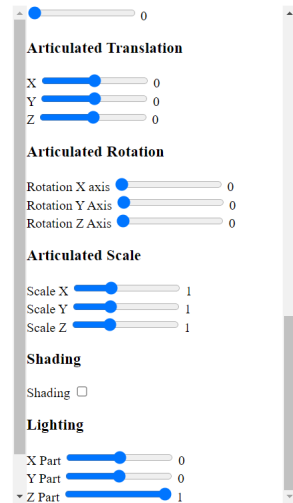 0
Articulated Translation
X 0
Y 0
Z 0
Articulated Rotation
Rotation X axis 0
Rotation Y Axis 0
Rotation Z Axis 0
Articulated Scale
Scale X 1
Scale Y 1
Scale Z 1
Shading
Shading
Lighting
X Part 0
Y Part 0
Z Part 1